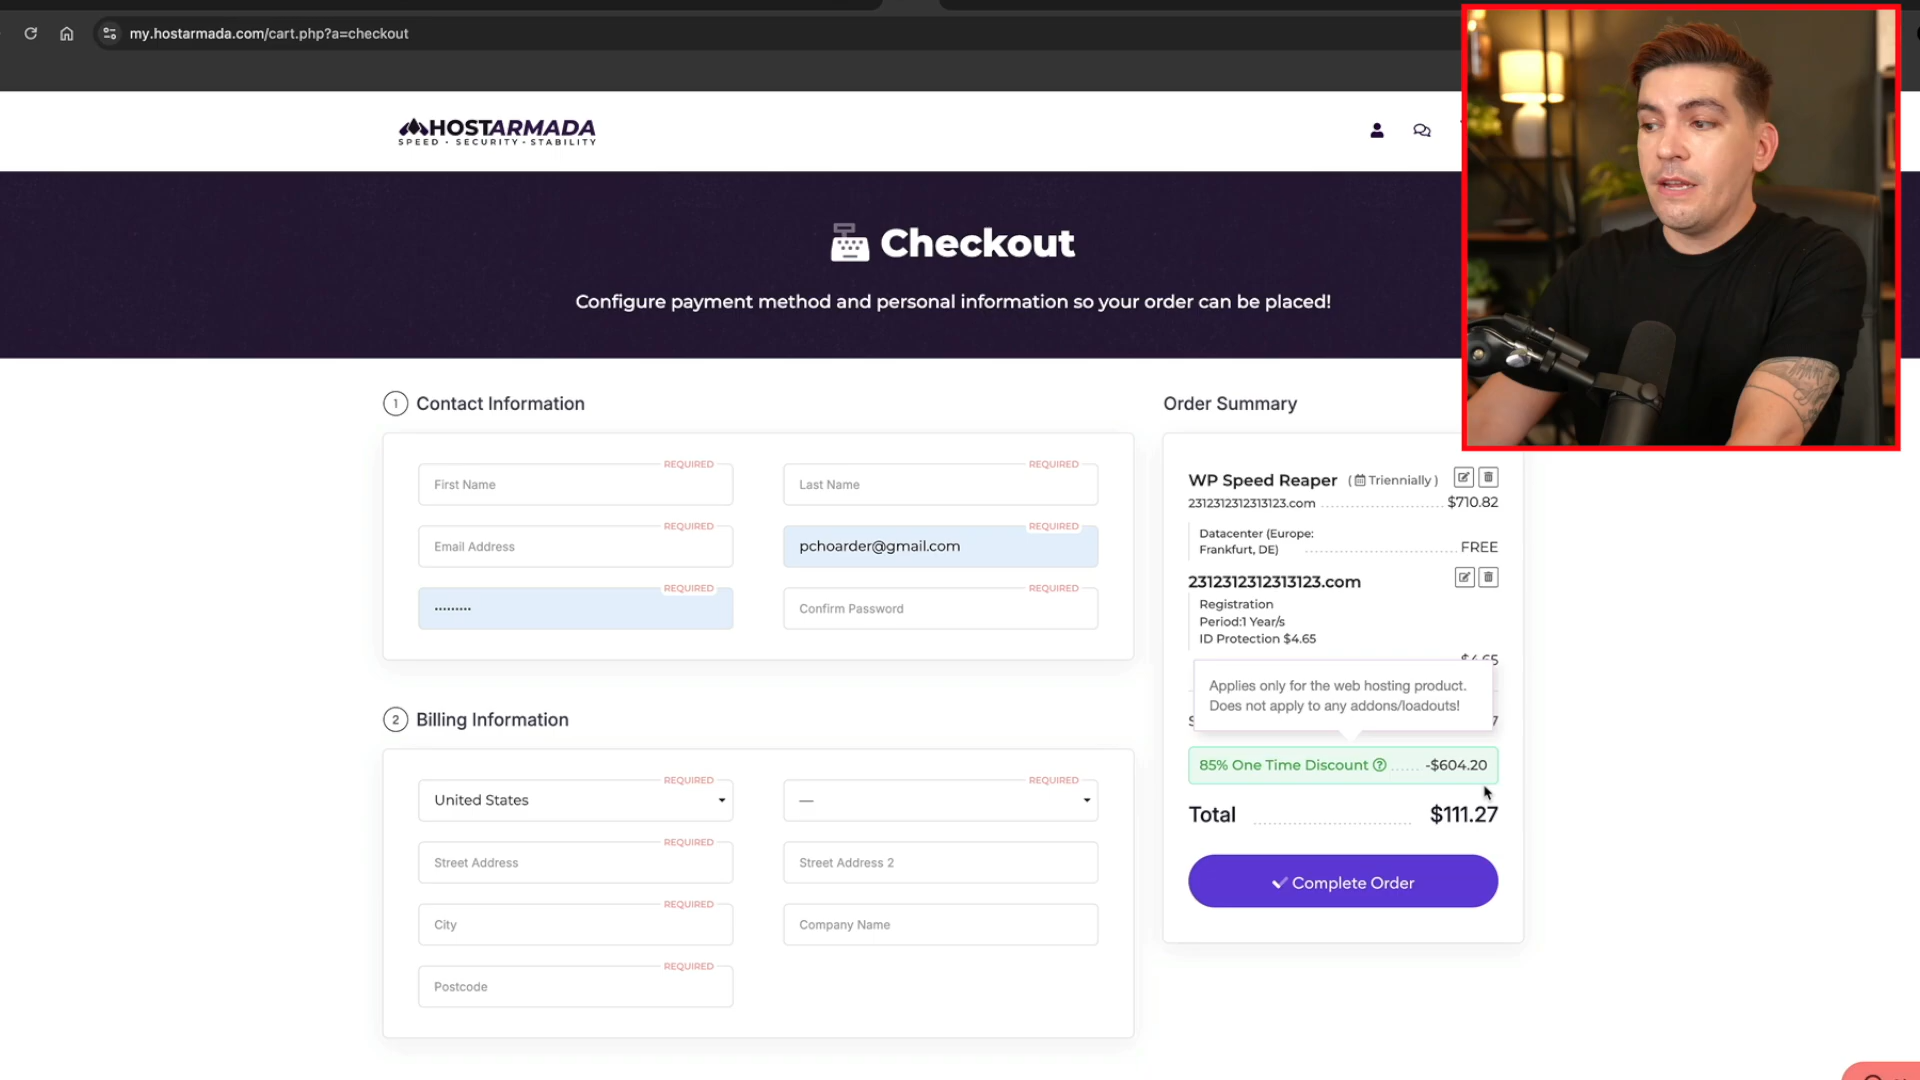 my.hostarmada.com/cart.php?a=checkout
HOSTARMADA
SPEED · SECURITY · STABILITY
Checkout
Configure payment method and personal information so your order can be placed!
1 Contact Information
REQUIRED
First Name
REQUIRED
Last Name
REQUIRED
Email Address
REQUIRED
pchoarder@gmail.com
REQUIRED
•••••••••
REQUIRED
Confirm Password
2 Billing Information
REQUIRED
United States
REQUIRED
—
REQUIRED
Street Address
Street Address 2
REQUIRED
City
Company Name
REQUIRED
Postcode
Order Summary
WP Speed Reaper ( Triennially )
2312312312313123.com $710.82
Datacenter (Europe:
Frankfurt, DE) FREE
2312312312313123.com
Registration
Period:1 Year/s
ID Protection $4.65
$4.65
Applies only for the web hosting product.
Does not apply to any addons/loadouts!
85% One Time Discount -$604.20
Total $111.27
Complete Order